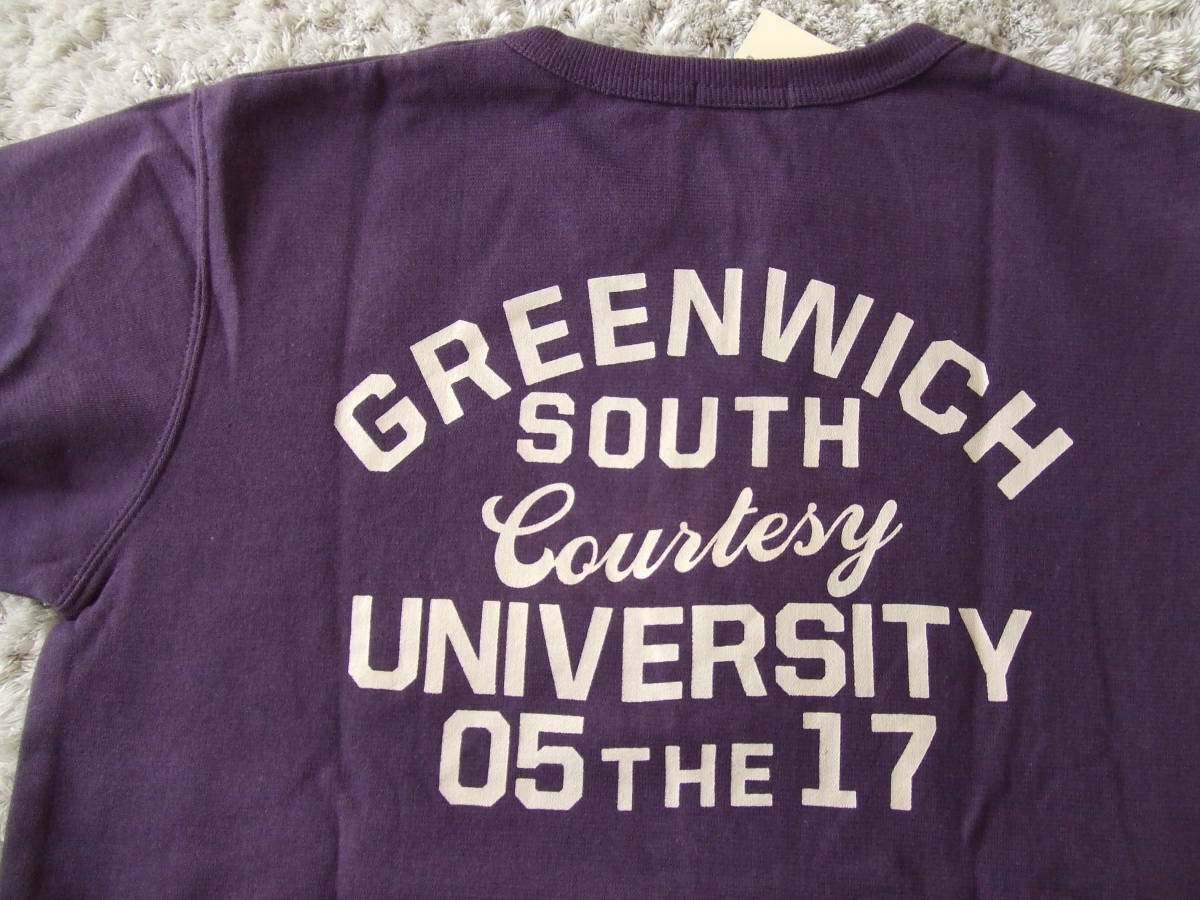 GREENWICH
SOUTH
Courtesy
UNIVERSITY
05 THE 17